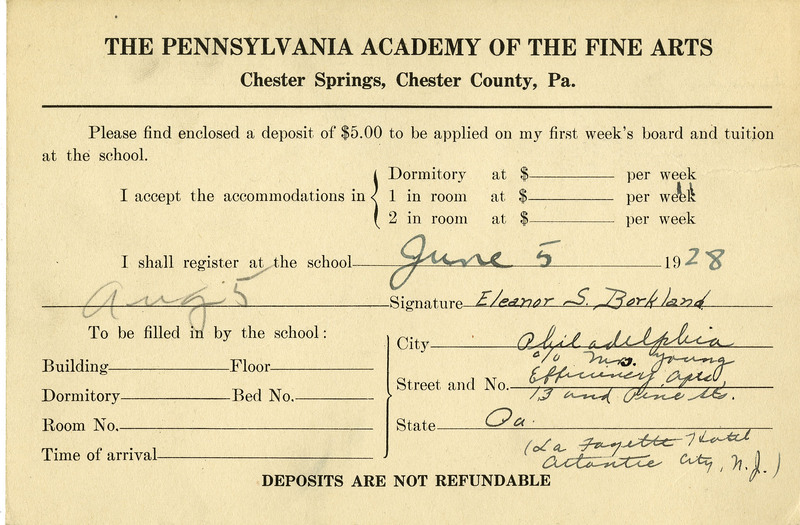 THE PENNSYLVANIA ACADEMY OF THE FINE ARTS
Chester Springs, Chester County, Pa.
Please find enclosed a deposit of $5.00 to be applied on my first week's board and tuition
at the school.
I accept the accommodations in
Dormitory at $ per week
1 in room at $ per week
2 in room at $ per week
I shall register at the school June 5 1928
Aug 5
Signature Eleanor S. Borkland
To be filled in by the school:
Building Floor
Dormitory Bed No.
Room No.
Time of arrival
City Philadelphia
c/o Mrs. Young
Street and No. Efficiency Apts,
13 and Pine Sts.
State Pa.
(La Fayette Hotel
Atlantic City, N.J.)
DEPOSITS ARE NOT REFUNDABLE